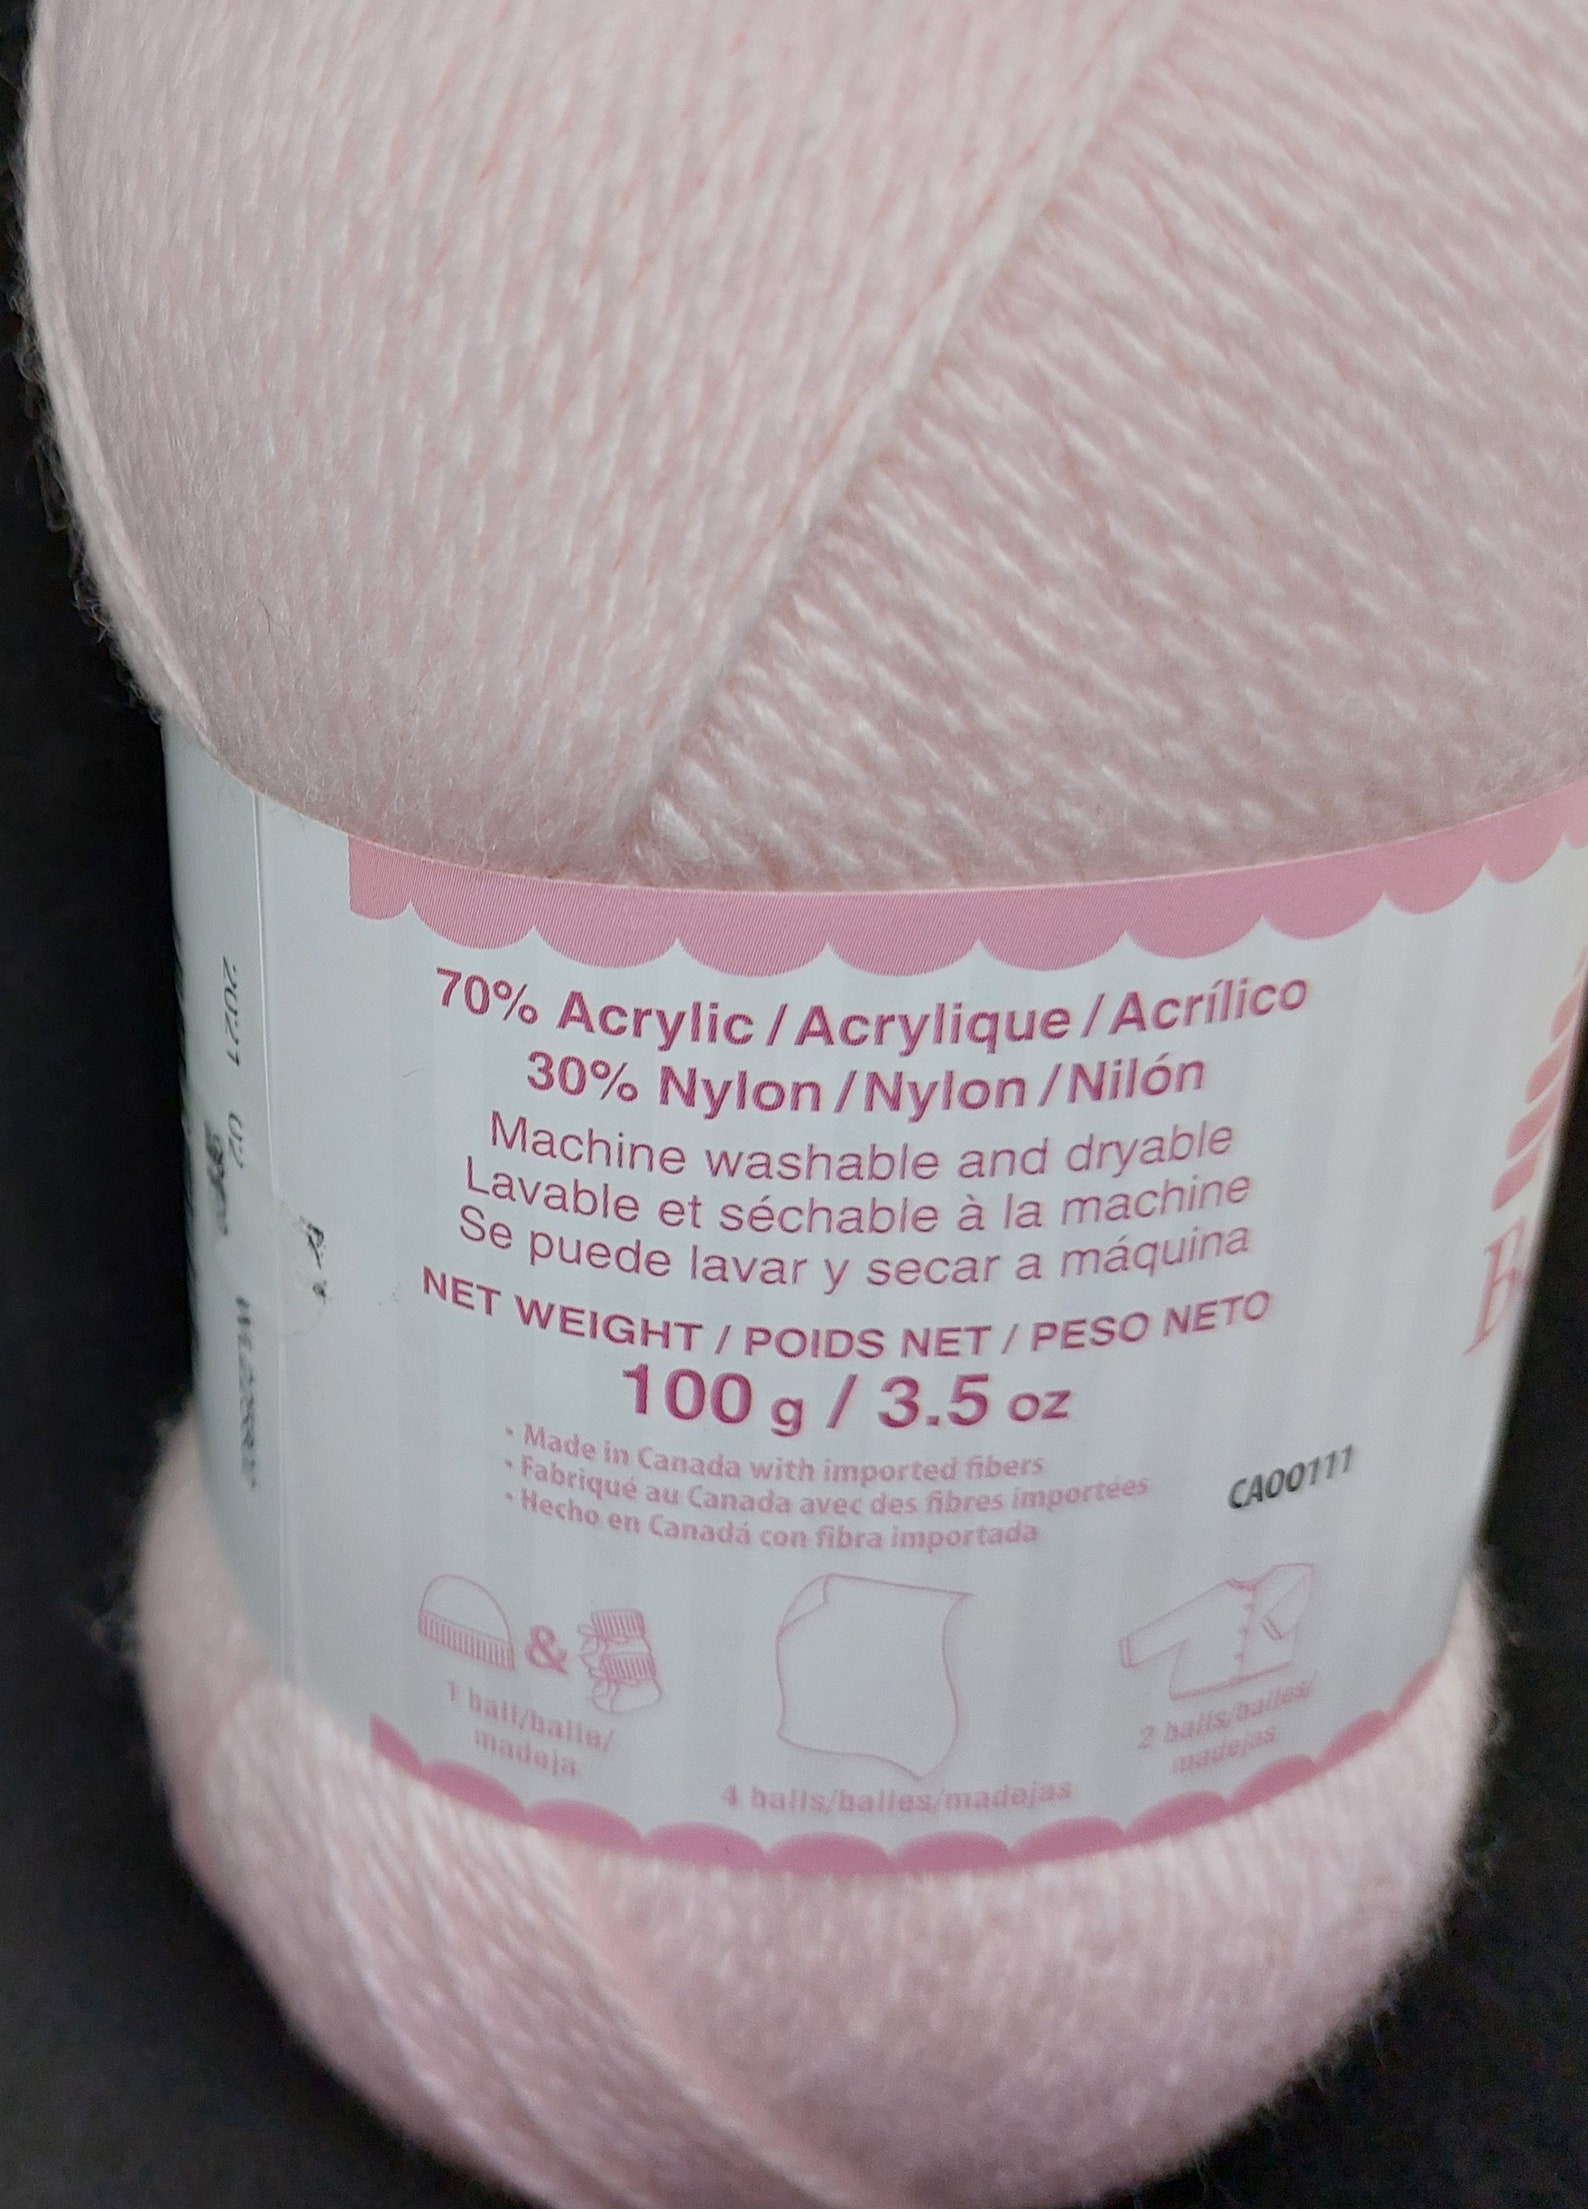 70% Acrylic / Acrylique / Acrílico
30% Nylon / Nylon / Nilón
Machine washable and dryable
Lavable et séchable à la machine
Se puede lavar y secar a máquina
NET WEIGHT / POIDS NET / PESO NETO
100 g / 3.5 oz
• Made in Canada with imported fibers
• Fabriqué au Canada avec des fibres importées
• Hecho en Canadá con fibra importada
CA00111
&
1 ball/balle/
madeja
4 balls/balles/madejas
2 balls/balles/
madejas
2021 07